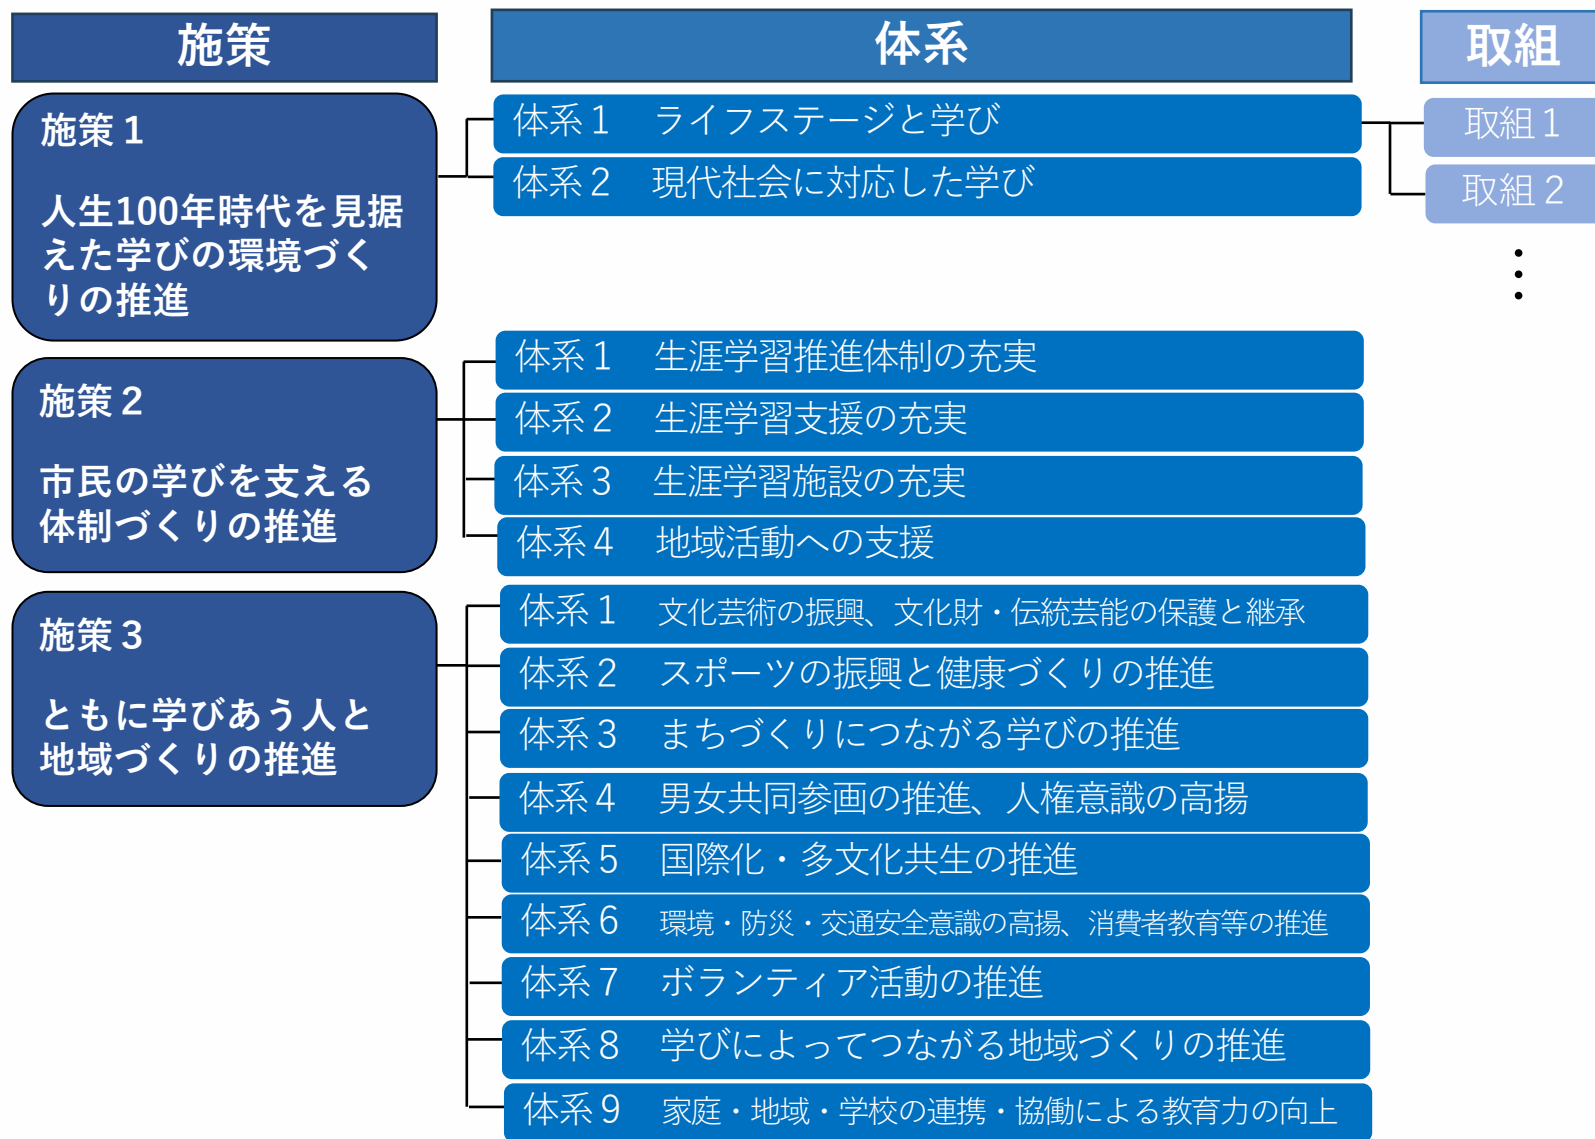 施策
体系
取組
施策１
人生100年時代を見据
えた学びの環境づく
りの推進
体系１　ライフステージと学び
体系２　現代社会に対応した学び
取組１
取組２
⋮
施策２
市民の学びを支える
体制づくりの推進
体系１　生涯学習推進体制の充実
体系２　生涯学習支援の充実
体系３　生涯学習施設の充実
体系４　地域活動への支援
施策３
ともに学びあう人と
地域づくりの推進
体系１　文化芸術の振興、文化財・伝統芸能の保護と継承
体系２　スポーツの振興と健康づくりの推進
体系３　まちづくりにつながる学びの推進
体系４　男女共同参画の推進、人権意識の高揚
体系５　国際化・多文化共生の推進
体系６　環境・防災・交通安全意識の高揚、消費者教育等の推進
体系７　ボランティア活動の推進
体系８　学びによってつながる地域づくりの推進
体系９　家庭・地域・学校の連携・協働による教育力の向上